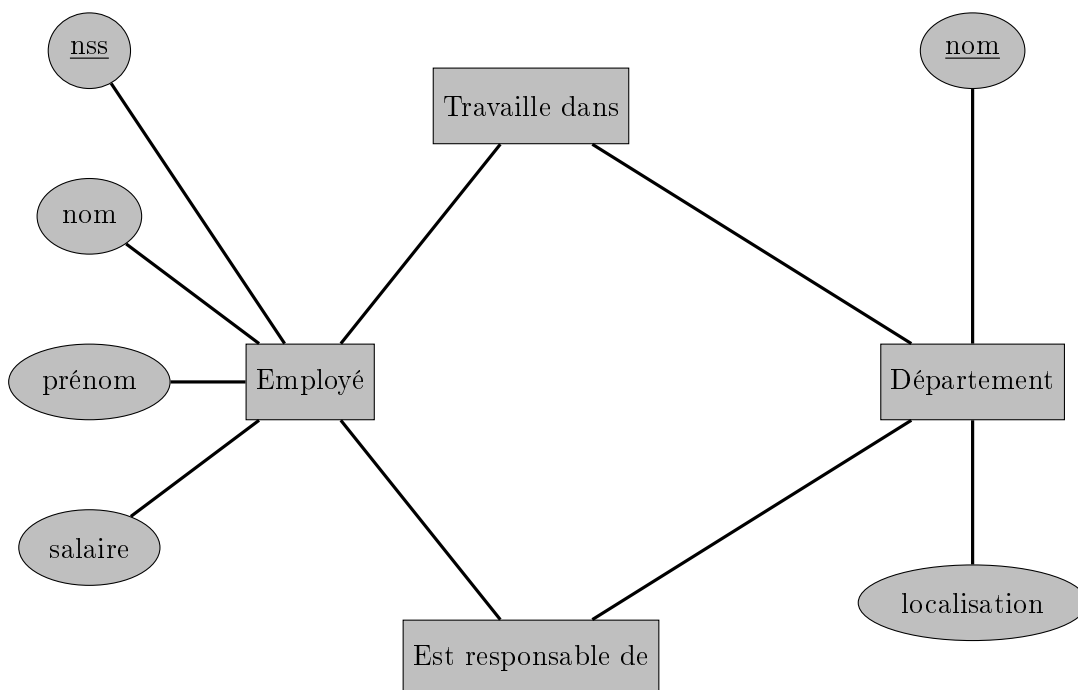 nss
nom
Travaille dans
nom
prénom
Employé
Département
salaire
localisation
Est responsable de